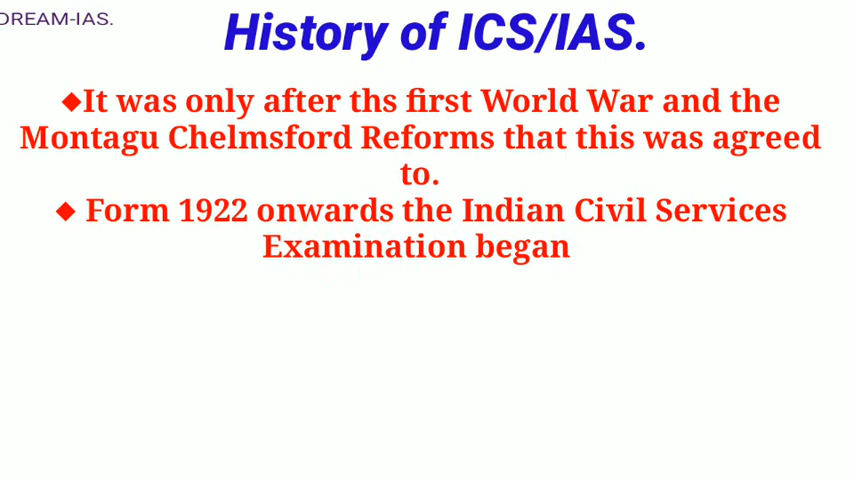 DREAM-IAS.
History of ICS/IAS.
◆It was only after ths first World War and the
Montagu Chelmsford Reforms that this was agreed
to.
◆ Form 1922 onwards the Indian Civil Services
Examination began